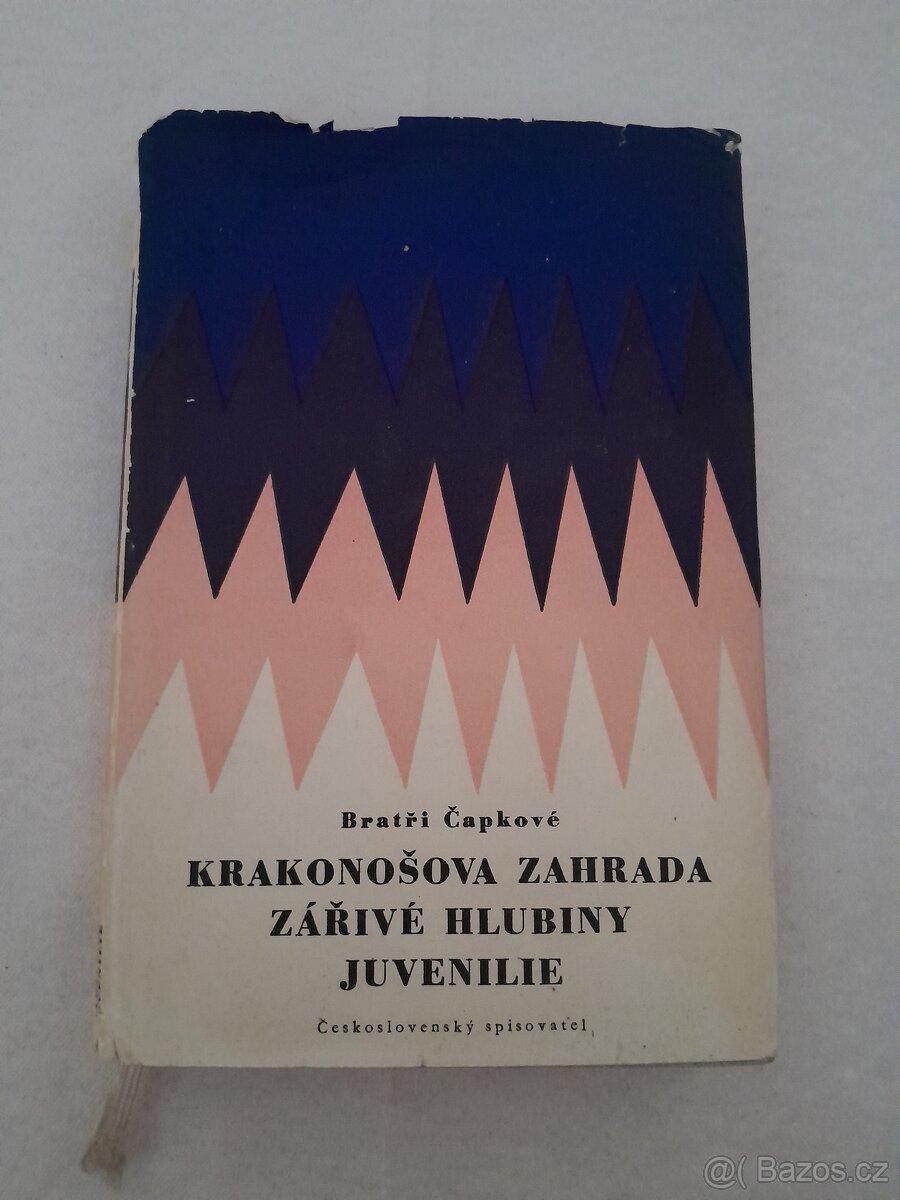 Bratři Čapkové
KRAKONOŠOVA ZAHRADA
ZÁŘIVÉ HLUBINY
JUVENILIE
Československý spisovatel
@( Bazos.cz